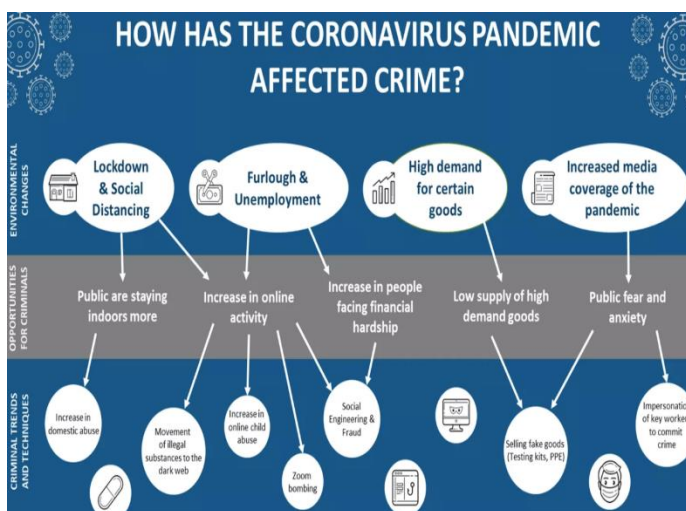 HOW HAS THE CORONAVIRUS PANDEMIC
AFFECTED CRIME?
ENVIRONMENTAL
CHANGES
Lockdown
& Social
Distancing
Furlough &
Unemployment
High demand
for certain
goods
Increased media
coverage of the
pandemic
OPPORTUNITIES
FOR CRIMINALS
Public are staying
indoors more
Increase in online
activity
Increase in people
facing financial
hardship
Low supply of high
demand goods
Public fear and
anxiety
CRIMINAL TRENDS
AND TECHNIQUES
Increase in
domestic abuse
Movement of
illegal
substances to the
dark web
Increase in
online child
abuse
Zoom
bombing
Social
Engineering &
Fraud
Selling fake goods
(Testing kits, PPE)
Impersonatio
of key worker
to commit
crime